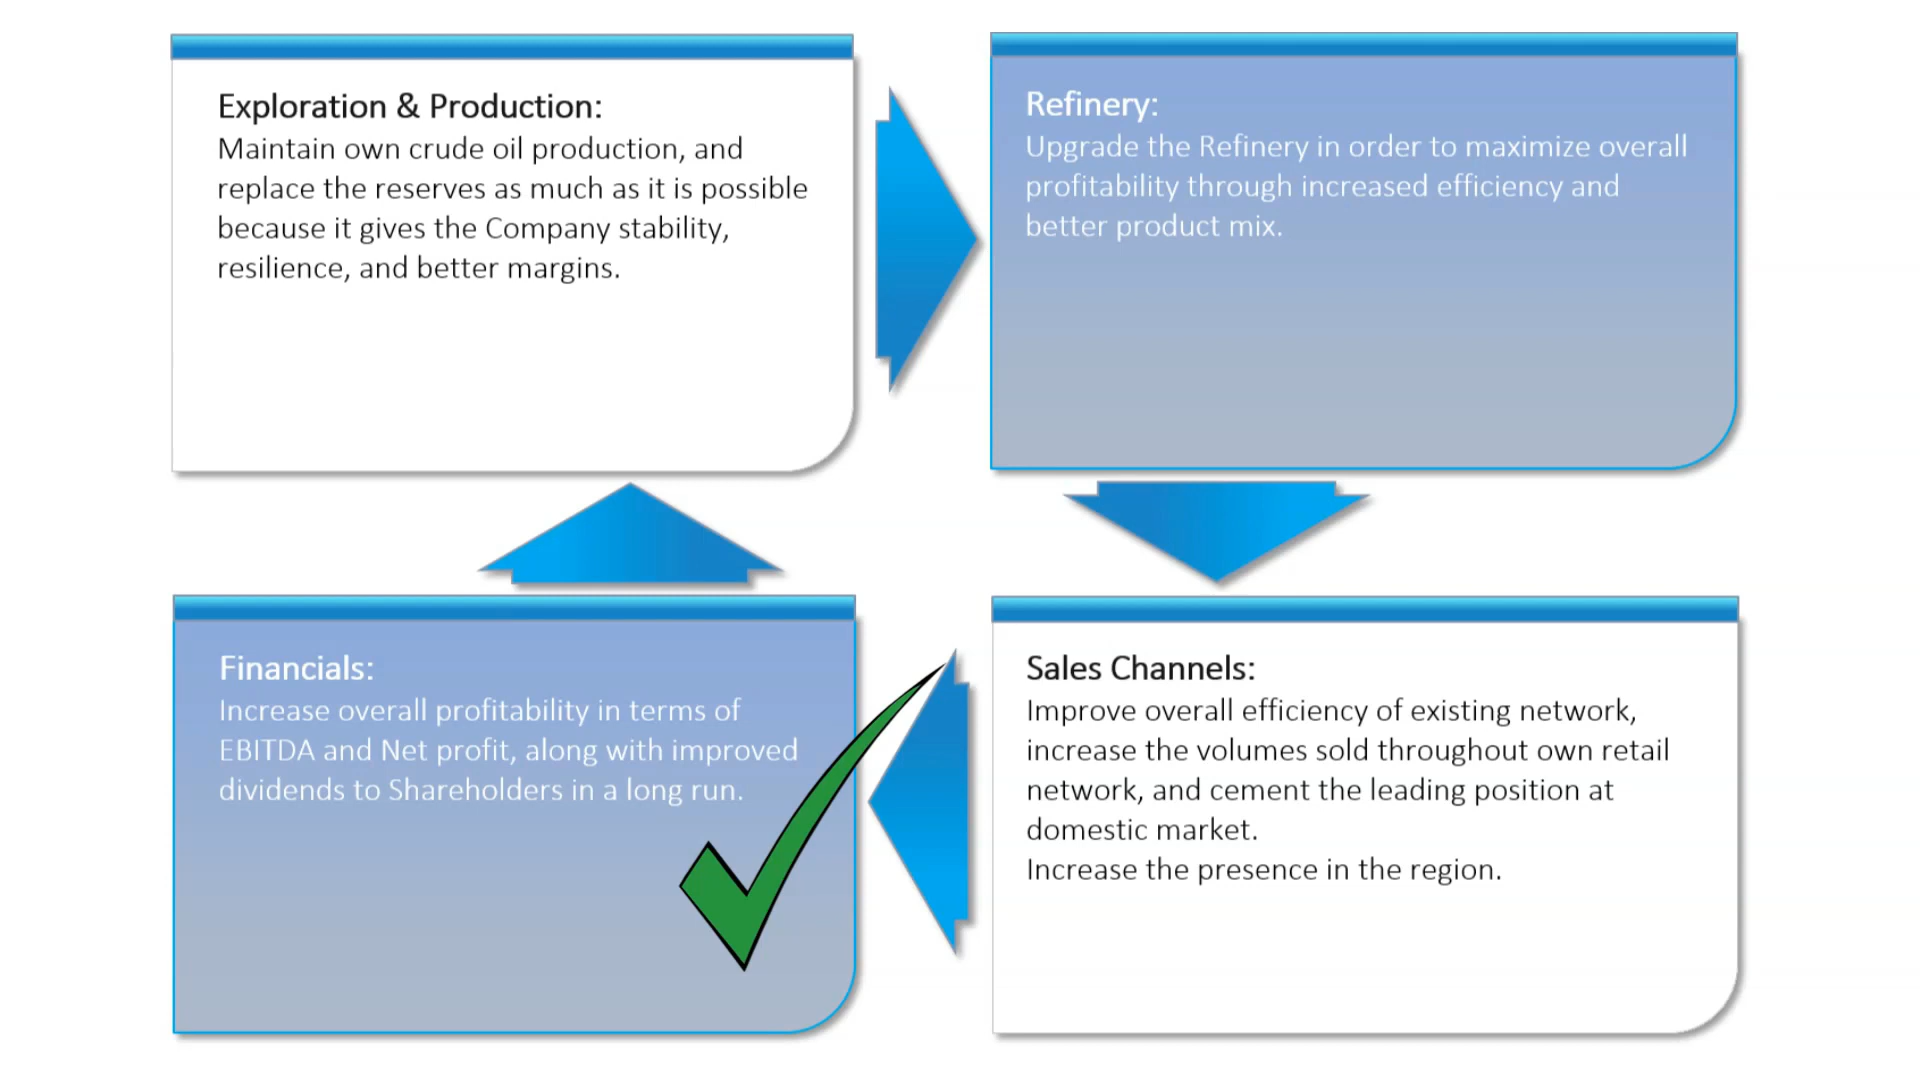 Exploration & Production:
Maintain own crude oil production, and
replace the reserves as much as it is possible
because it gives the Company stability,
resilience, and better margins.
Refinery:
Upgrade the Refinery in order to maximize overall
profitability through increased efficiency and
better product mix.
Financials:
Increase overall profitability in terms of
EBITDA and Net profit, along with improved
dividends to Shareholders in a long run.
Sales Channels:
Improve overall efficiency of existing network,
increase the volumes sold throughout own retail
network, and cement the leading position at
domestic market.
Increase the presence in the region.